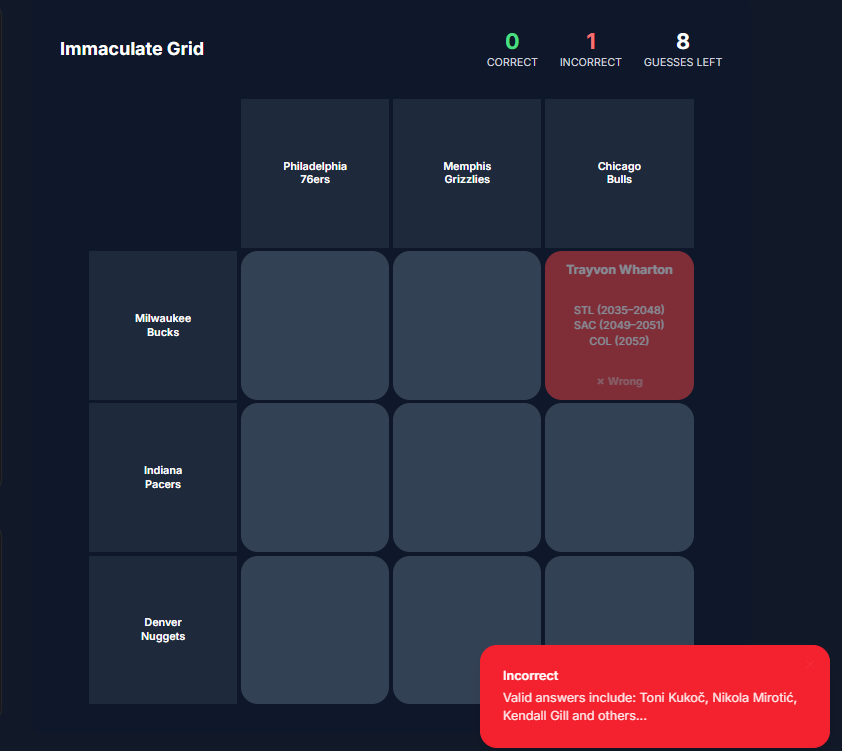 Immaculate Grid
0
CORRECT
1
INCORRECT
8
GUESSES LEFT
Philadelphia
76ers
Memphis
Grizzlies
Chicago
Bulls
Milwaukee
Bucks
Trayvon Wharton
STL (2035–2048)
SAC (2049–2051)
COL (2052)
× Wrong
Indiana
Pacers
Denver
Nuggets
Incorrect
Valid answers include: Toni Kukoč, Nikola Mirotić,
Kendall Gill and others...